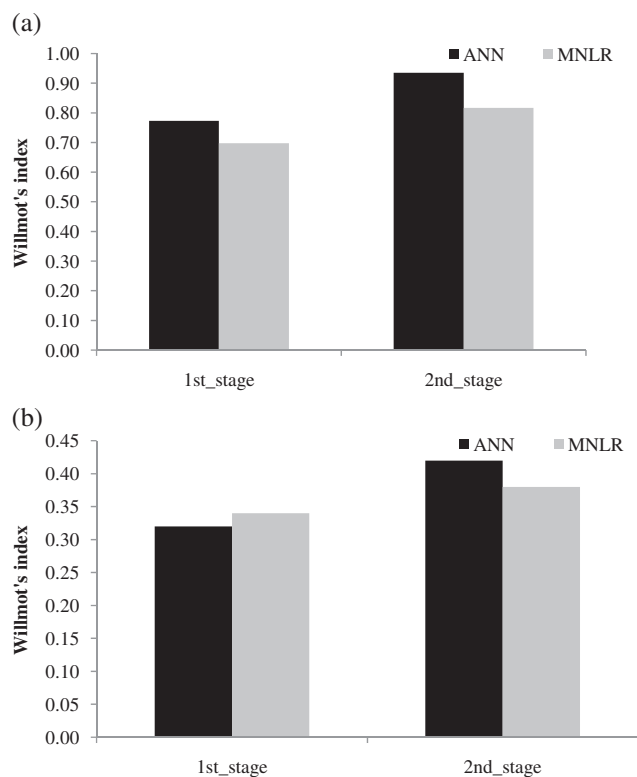 (a)
ANN MNLR
1.00
0.90
0.80
0.70
0.60
0.50
0.40
0.30
0.20
0.10
0.00
Willmot's index
1st_stage 2nd_stage
(b)
ANN MNLR
0.45
0.40
0.35
0.30
0.25
0.20
0.15
0.10
0.05
0.00
Willmot's index
1st_stage 2nd_stage